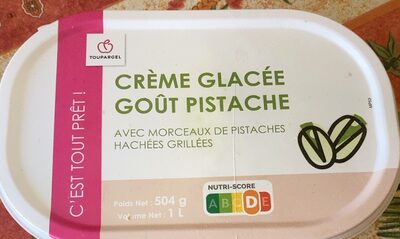 TOUPARGEL
C'EST TOUT PRÊT !
CRÈME GLACÉE
GOÛT PISTACHE
AVEC MORCEAUX DE PISTACHES
HACHÉES GRILLÉES
Poids Net : 504 g
Volume Net : 1 L
NUTRI-SCORE
A B C D E